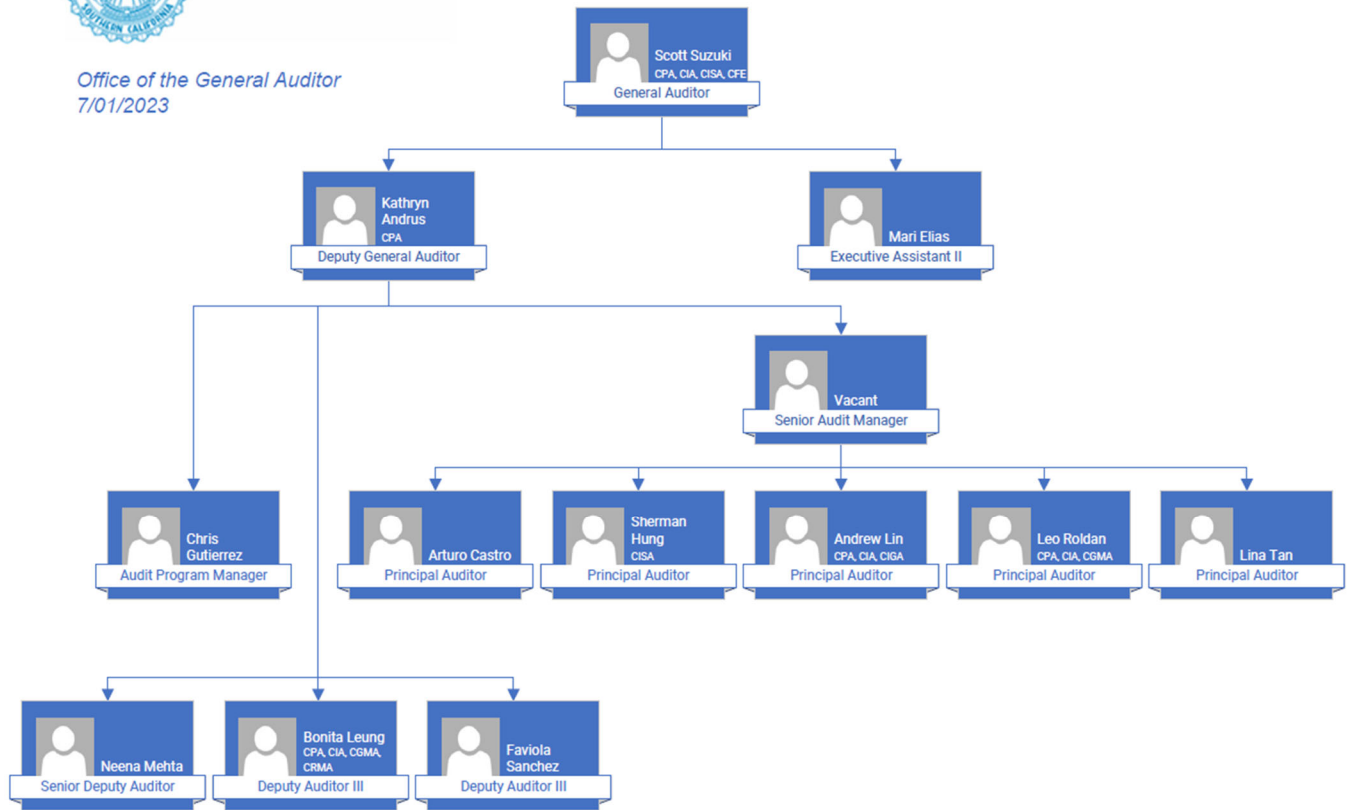 SOUTHERN CALIFORNIA
Office of the General Auditor
7/01/2023
Scott Suzuki
CPA, CIA, CISA, CFE
General Auditor
Kathryn
Andrus
CPA
Deputy General Auditor
Mari Elias
Executive Assistant II
Vacant
Senior Audit Manager
Chris
Gutierrez
Audit Program Manager
Arturo Castro
Principal Auditor
Sherman
Hung
CISA
Principal Auditor
Andrew Lin
CPA, CIA, CIGA
Principal Auditor
Leo Roldan
CPA, CIA, CGMA
Principal Auditor
Lina Tan
Principal Auditor
Neena Mehta
Senior Deputy Auditor
Bonita Leung
CPA, CIA, CGMA,
CRMA
Deputy Auditor III
Faviola
Sanchez
Deputy Auditor III